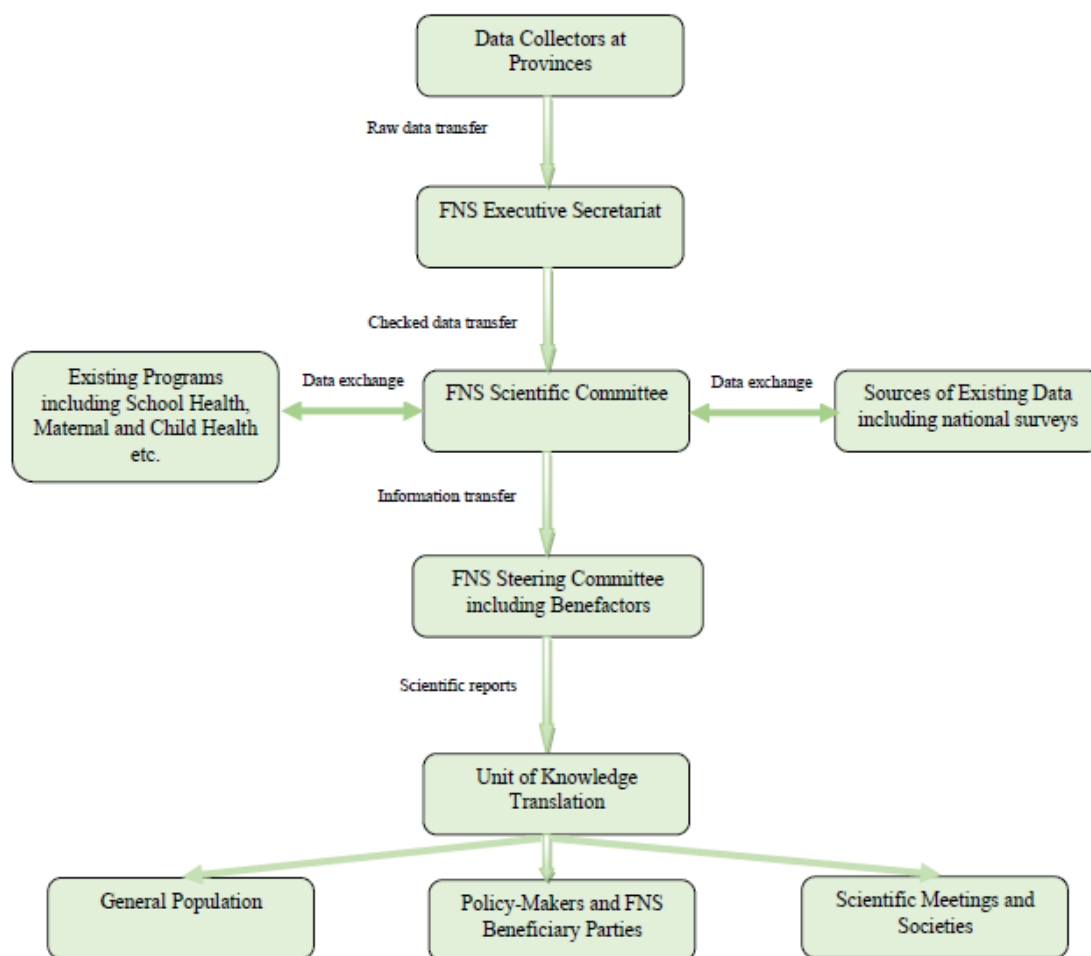 Data Collectors at
Provinces
Raw data transfer
FNS Executive Secretariat
Checked data transfer
Existing Programs
including School Health,
Maternal and Child Health
etc.
Data exchange
FNS Scientific Committee
Data exchange
Sources of Existing Data
including national surveys
Information transfer
FNS Steering Committee
including Benefactors
Scientific reports
Unit of Knowledge
Translation
General Population
Policy-Makers and FNS
Beneficiary Parties
Scientific Meetings and
Societies